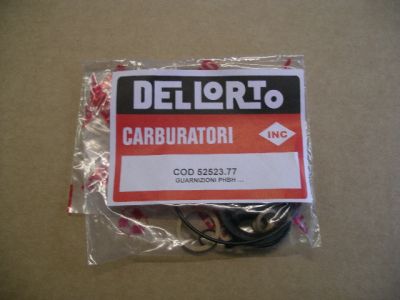 DELLORTO
CARBURATORI
INC
COD 52523.77
GUARNIZIONI PHBH ...